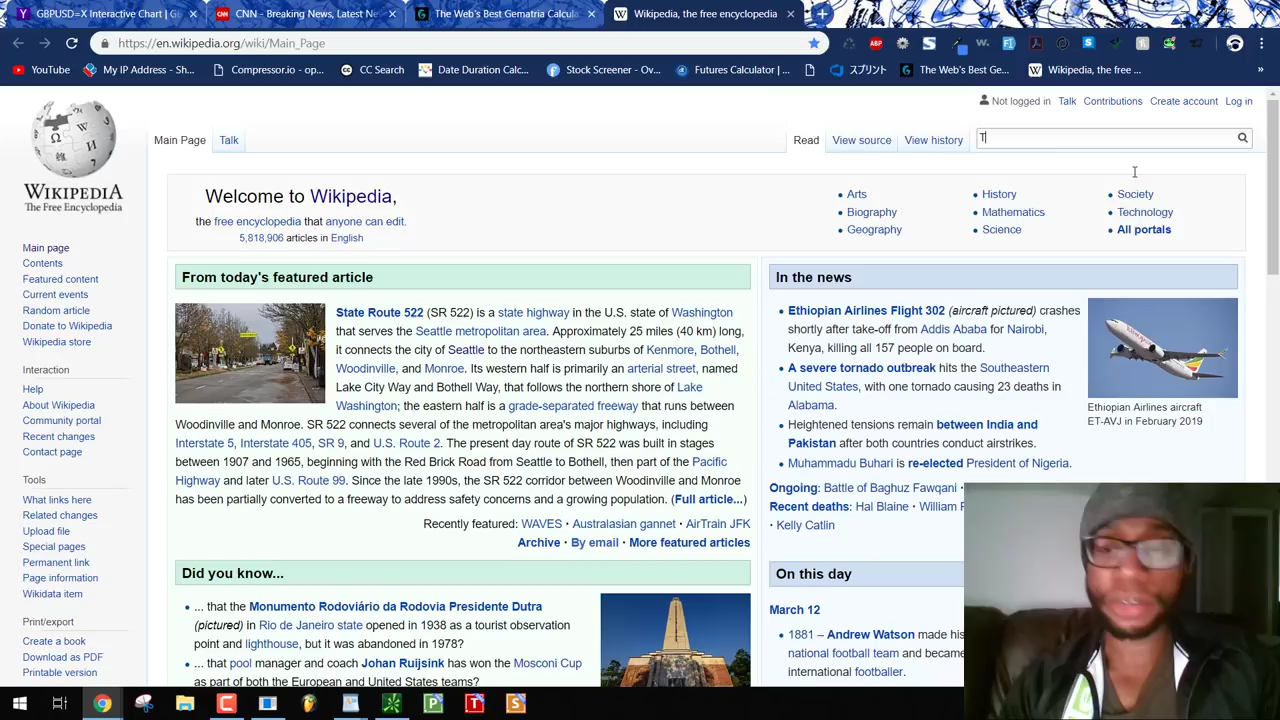 GBPUSD=X Interactive Chart | G
CNN - Breaking News, Latest Ne
The Web's Best Gematria Calcula
Wikipedia, the free encyclopedia
https://en.wikipedia.org/wiki/Main_Page
YouTube
My IP Address - Sh...
Compressor.io - op...
CC Search
Date Duration Calc...
Stock Screener - Ov...
Futures Calculator | ...
スプリント
The Web's Best Ge...
Wikipedia, the free ...
Not logged in Talk Contributions Create account Log in
Main Page Talk
Read View source View history
T
WIKIPEDIA
The Free Encyclopedia
Main page
Contents
Featured content
Current events
Random article
Donate to Wikipedia
Wikipedia store
Interaction
Help
About Wikipedia
Community portal
Recent changes
Contact page
Tools
What links here
Related changes
Upload file
Special pages
Permanent link
Page information
Wikidata item
Print/export
Create a book
Download as PDF
Printable version
Welcome to Wikipedia,
the free encyclopedia that anyone can edit.
5,818,906 articles in English
Arts
Biography
Geography
History
Mathematics
Science
Society
Technology
All portals
From today's featured article
State Route 522 (SR 522) is a state highway in the U.S. state of Washington
that serves the Seattle metropolitan area. Approximately 25 miles (40 km) long,
it connects the city of Seattle to the northeastern suburbs of Kenmore, Bothell,
Woodinville, and Monroe. Its western half is primarily an arterial street, named
Lake City Way and Bothell Way, that follows the northern shore of Lake
Washington; the eastern half is a grade-separated freeway that runs between
Woodinville and Monroe. SR 522 connects several of the metropolitan area's major highways, including
Interstate 5, Interstate 405, SR 9, and U.S. Route 2. The present day route of SR 522 was built in stages
between 1907 and 1965, beginning with the Red Brick Road from Seattle to Bothell, then part of the Pacific
Highway and later U.S. Route 99. Since the late 1990s, the SR 522 corridor between Woodinville and Monroe
has been partially converted to a freeway to address safety concerns and a growing population. (Full article...)
Recently featured: WAVES · Australasian gannet · AirTrain JFK
Archive · By email · More featured articles
Did you know...
... that the Monumento Rodoviário da Rodovia Presidente Dutra
(pictured) in Rio de Janeiro state opened in 1938 as a tourist observation
point and lighthouse, but it was abandoned in 1978?
... that pool manager and coach Johan Ruijsink has won the Mosconi Cup
as part of both the European and United States teams?
In the news
Ethiopian Airlines Flight 302 (aircraft pictured) crashes
shortly after take-off from Addis Ababa for Nairobi,
Kenya, killing all 157 people on board.
A severe tornado outbreak hits the Southeastern
United States, with one tornado causing 23 deaths in
Alabama.
Heightened tensions remain between India and
Pakistan after both countries conduct airstrikes.
Muhammadu Buhari is re-elected President of Nigeria.
Ethiopian Airlines aircraft
ET-AVJ in February 2019
Ongoing: Battle of Baghuz Fawqani ·
Recent deaths: Hal Blaine · William
· Kelly Catlin
On this day
March 12
1881 – Andrew Watson made his
national football team and became
international footballer.